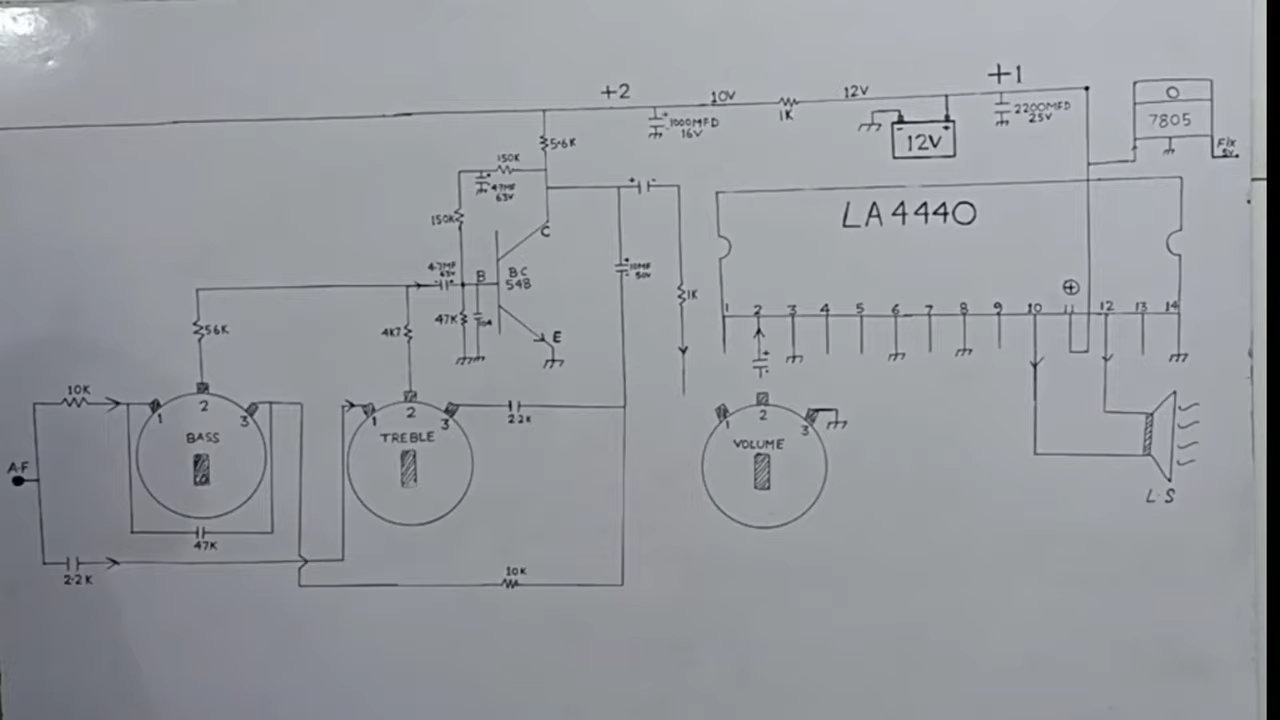 +2
10V
1K
12V
+1
2200MFD
25V
1000MFD
16V
12V
7805
Fix
5V.
5.6K
150K
47MF
63V
150K
C
LA4440
4.7MF
63V
B
BC
548
10MF
50V
1K
47K
E
56K
4K7
1 2 3 4 5 6 7 8 9 10 11 12 13 14
10K
A.F
1 2 3
BASS
1 2 3
TREBLE
22K
1 2 3
VOLUME
L.S
47K
2.2K
10K